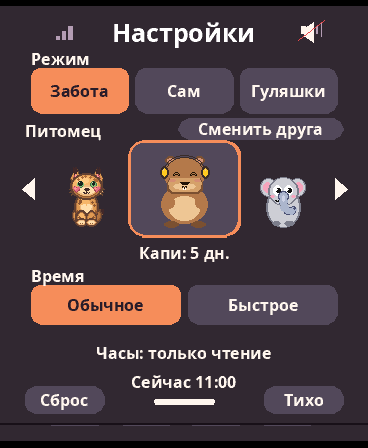 Настройки
Режим
Забота
Сам
Гуляшки
Питомец
Сменить друга
Капи: 5 дн.
Время
Обычное
Быстрое
Часы: только чтение
Сейчас 11:00
Сброс
Тихо